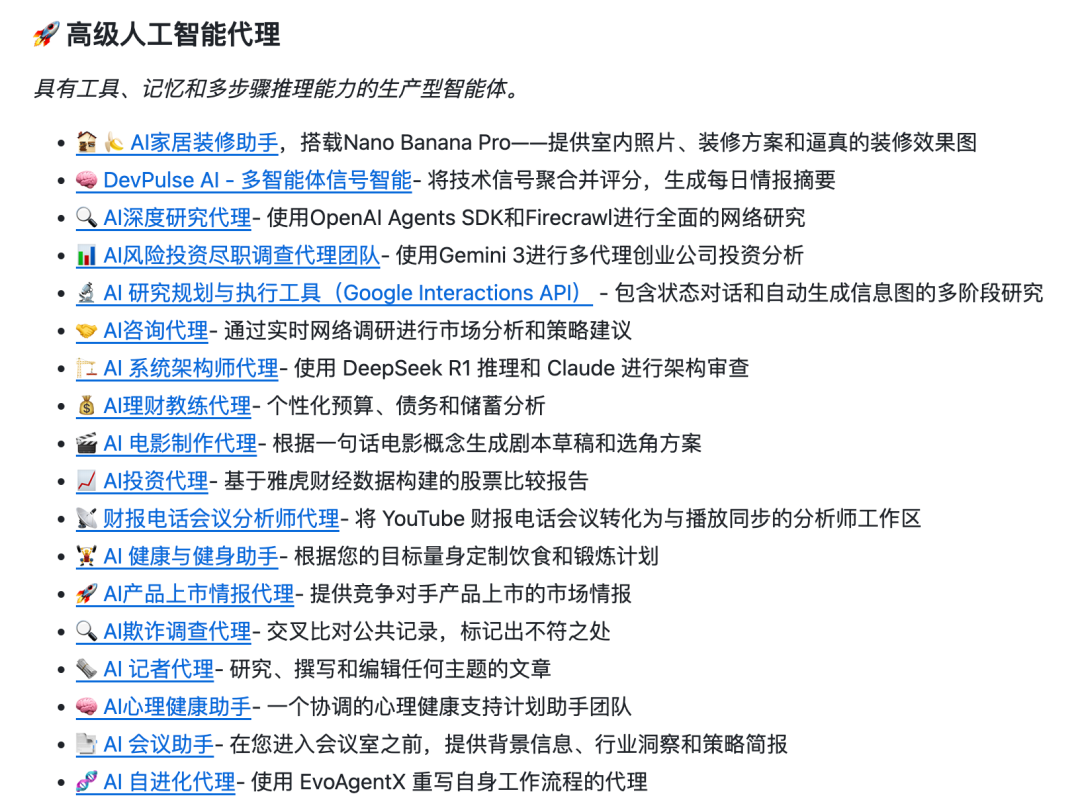 🚀 高级人工智能代理
具有工具、记忆和多步骤推理能力的生产型智能体。
• 🏠 🍌 AI家居装修助手，搭载Nano Banana Pro——提供室内照片、装修方案和逼真的装修效果图
• 🧠 DevPulse AI - 多智能体信号智能- 将技术信号聚合并评分，生成每日情报摘要
• 🔍 AI深度研究代理- 使用OpenAI Agents SDK和Firecrawl进行全面的网络研究
• 📊 AI风险投资尽职调查代理团队- 使用Gemini 3进行多代理创业公司投资分析
• 🔬 AI 研究规划与执行工具（Google Interactions API） - 包含状态对话和自动生成信息图的多阶段研究
• 🤝 AI咨询代理- 通过实时网络调研进行市场分析和策略建议
• 🏗️ AI 系统架构师代理- 使用 DeepSeek R1 推理和 Claude 进行架构审查
• 💰 AI理财教练代理- 个性化预算、债务和储蓄分析
• 🎬 AI 电影制作代理- 根据一句话电影概念生成剧本草稿和选角方案
• 📈 AI投资代理- 基于雅虎财经数据构建的股票比较报告
• 📡 财报电话会议分析师代理- 将 YouTube 财报电话会议转化为与播放同步的分析师工作区
• 🏋️ AI 健康与健身助手- 根据您的目标量身定制饮食和锻炼计划
• 🚀 AI产品上市情报代理- 提供竞争对手产品上市的市场情报
• 🔍 AI欺诈调查代理- 交叉比对公共记录，标记出不符之处
• 🗞️ AI 记者代理- 研究、撰写和编辑任何主题的文章
• 🧠 AI心理健康助手- 一个协调的心理健康支持计划助手团队
• 📑 AI 会议助手- 在您进入会议室之前，提供背景信息、行业洞察和策略简报
• 🧬 AI 自进化代理- 使用 EvoAgentX 重写自身工作流程的代理